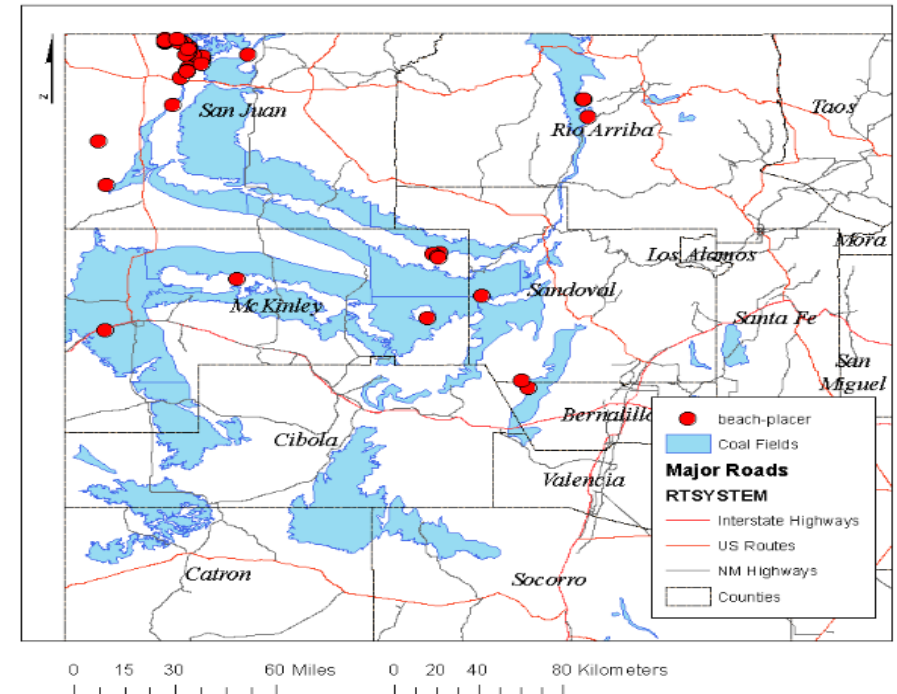 N
San Juan
Taos
Rio Arriba
Mora
Los Alamos
Sandoval
Mc Kinley
Santa Fe
San
Miguel
Bernalillo
beach-placer
Coal Fields
Cibola
Major Roads
Valencia
RTSYSTEM
Interstate Highways
US Routes
NM Highways
Catron
Socorro
Counties
0 15 30 60 Miles 0 20 40 80 Kilometers